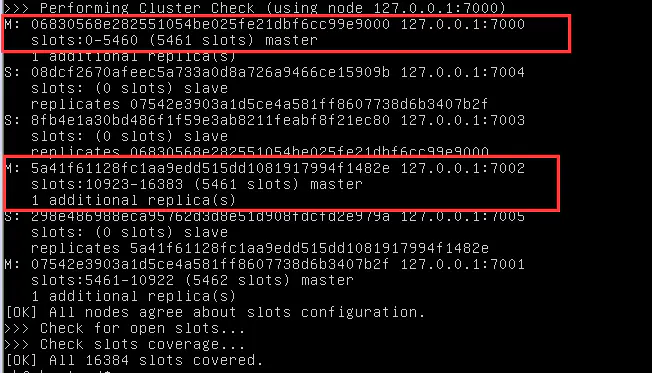 >>> Performing Cluster Check (using node 127.0.0.1:7000)
M: 06830568e282551054be025fe21dbf6cc99e9000 127.0.0.1:7000
slots:0-5460 (5461 slots) master
1 additional replica(s)
S: 08dcf2670afeec5a733a0d8a726a9466ce15909b 127.0.0.1:7004
slots: (0 slots) slave
replicates 07542e3903a1d5ce4a581ff8607738d6b3407b2f
S: 8fb4e1a30bd486f1f59e3ab8211feabf8f21ec80 127.0.0.1:7003
slots: (0 slots) slave
replicates 06830568e282551054be025fe21dbf6cc99e9000
M: 5a41f61128fc1aa9edd515dd1081917994f1482e 127.0.0.1:7002
slots:10923-16383 (5461 slots) master
1 additional replica(s)
S: 298e486988eca95762d3d8e51d908fdcfd2e979a 127.0.0.1:7005
slots: (0 slots) slave
replicates 5a41f61128fc1aa9edd515dd1081917994f1482e
M: 07542e3903a1d5ce4a581ff8607738d6b3407b2f 127.0.0.1:7001
slots:5461-10922 (5462 slots) master
1 additional replica(s)
[OK] All nodes agree about slots configuration.
>>> Check for open slots...
>>> Check slots coverage...
[OK] All 16384 slots covered.